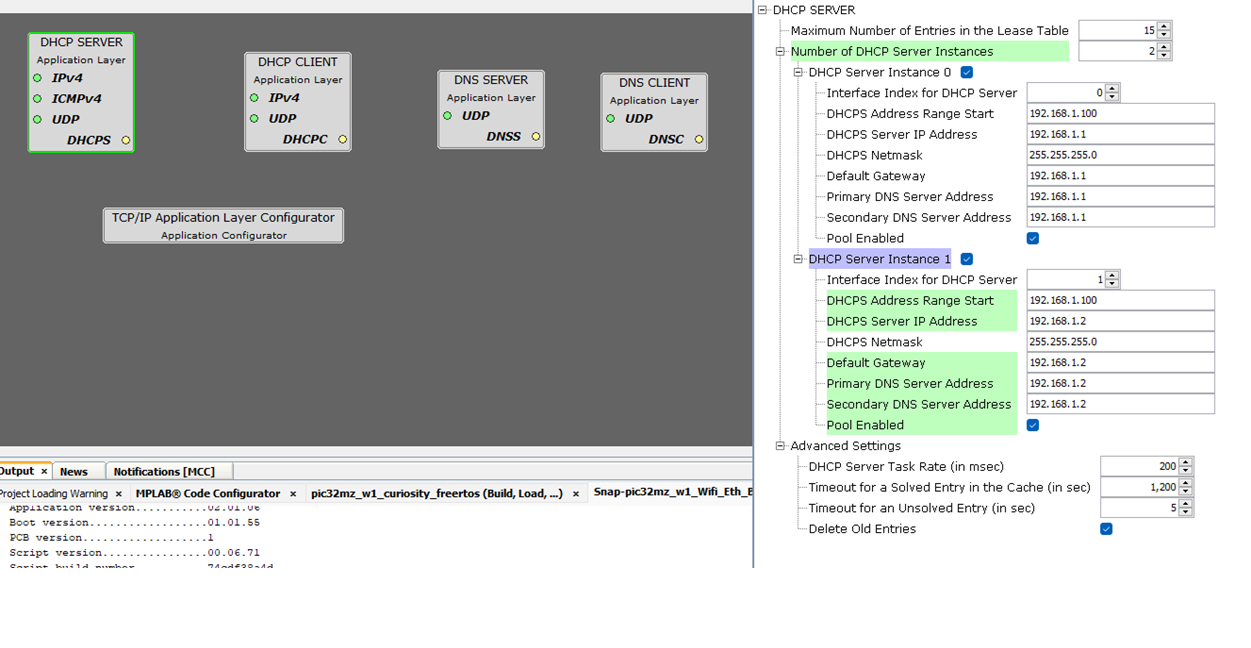 DHCP SERVER
Application Layer
IPv4
ICMPv4
UDP
DHCPS
DHCP CLIENT
Application Layer
IPv4
UDP
DHCPC
DNS SERVER
Application Layer
UDP
DNSS
DNS CLIENT
Application Layer
UDP
DNSC
TCP/IP Application Layer Configurator
Application Configurator
Output × News Notifications [MCC]
Project Loading Warning × MPLAB® Code Configurator × pic32mz_w1_curiosity_freertos (Build, Load, ...) × Snap-pic32mz_w1_Wifi_Eth_B
Application version...........02.01.06
Boot version..................01.01.55
PCB version...................1
Script version................00.06.71
DHCP SERVER
Maximum Number of Entries in the Lease Table 15
Number of DHCP Server Instances 2
DHCP Server Instance 0
Interface Index for DHCP Server 0
DHCPS Address Range Start 192.168.1.100
DHCPS Server IP Address 192.168.1.1
DHCPS Netmask 255.255.255.0
Default Gateway 192.168.1.1
Primary DNS Server Address 192.168.1.1
Secondary DNS Server Address 192.168.1.1
Pool Enabled
DHCP Server Instance 1
Interface Index for DHCP Server 1
DHCPS Address Range Start 192.168.1.100
DHCPS Server IP Address 192.168.1.2
DHCPS Netmask 255.255.255.0
Default Gateway 192.168.1.2
Primary DNS Server Address 192.168.1.2
Secondary DNS Server Address 192.168.1.2
Pool Enabled
Advanced Settings
DHCP Server Task Rate (in msec) 200
Timeout for a Solved Entry in the Cache (in sec) 1,200
Timeout for an Unsolved Entry (in sec) 5
Delete Old Entries